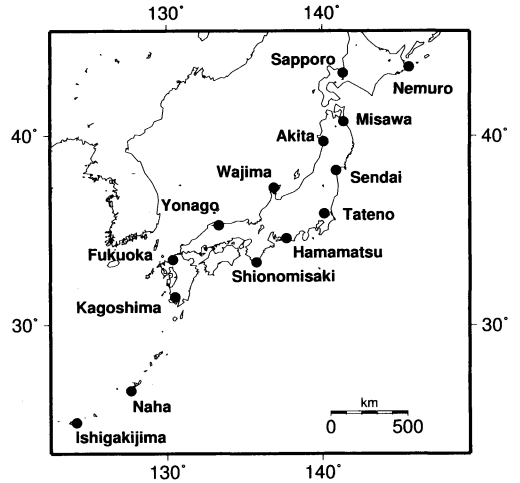 130° 140°
Sapporo
Nemuro
Misawa
40° 40°
Akita
Wajima
Sendai
Yonago
Tateno
Fukuoka
Hamamatsu
Shionomisaki
Kagoshima
30° 30°
Naha
km
0 500
Ishigakijima
130° 140°